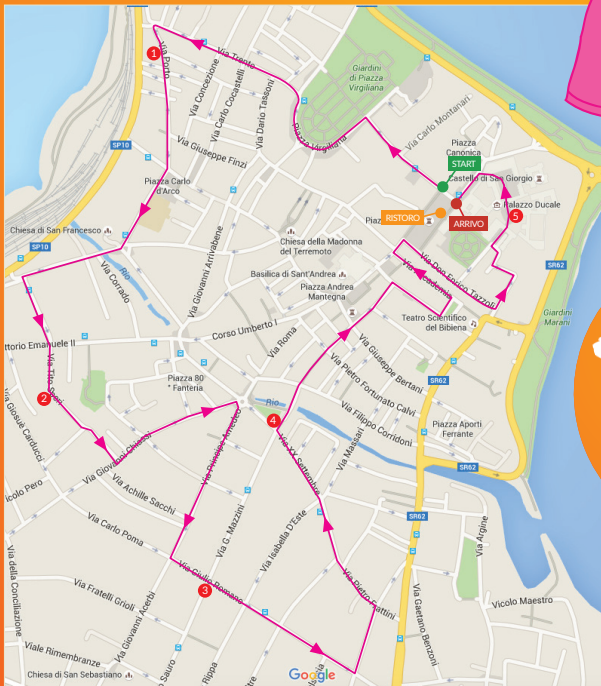 1
Via Porto
Via Trento
Via Concezione
Via Carlo Cocastelli
Via Dario Tassoni
Giardini
di Piazza
Virgiliana
Piazza Virgiliana
Via Carlo Montanari
SP10
Via Giuseppe Finzi
Piazza
Canonica
START
Castello di San Giorgio
Piazza Carlo
d'Arco
Palazzo Ducale
RISTORO
ARRIVO
5
Chiesa di San Francesco
SP10
Rio
Via Corrado
Via Giovanni Arrivabene
Chiesa della Madonna
del Terremoto
Basilica di Sant'Andrea
Piazza Andrea
Mantegna
Via Accademia
Via Don Enrico Tazzoli
SR62
Giardini
Marani
Teatro Scientifico
del Bibiena
Corso Umberto I
Via Roma
ttorio Emanuele II
Via Tito Speri
2
Via Giosuè Carducci
Piazza 80
° Fanteria
Via Giuseppe Bertani
Via Pietro Fortunato Calvi
SR62
Rio
4
Via Filippo Corridoni
Piazza Aporti
Ferrante
SR62
icolo Pero
Via Giovanni Chiassi
Via Principe Amedeo
Via XX Settembre
Via Massari
Via Achille Sacchi
Via G. Mazzini
Via Isabella D'Este
SR62
Via Argine
Via Carlo Poma
Via della Conciliazione
Via Giulio Romano
3
Via Pietro Frattini
Via Fratelli Grioli
Via Giovanni Acerbi
Via Gaetano Benzoni
Vicolo Maestro
Viale Rimembranze
Chiesa di San Sebastiano
Sauro
Rippa
Google